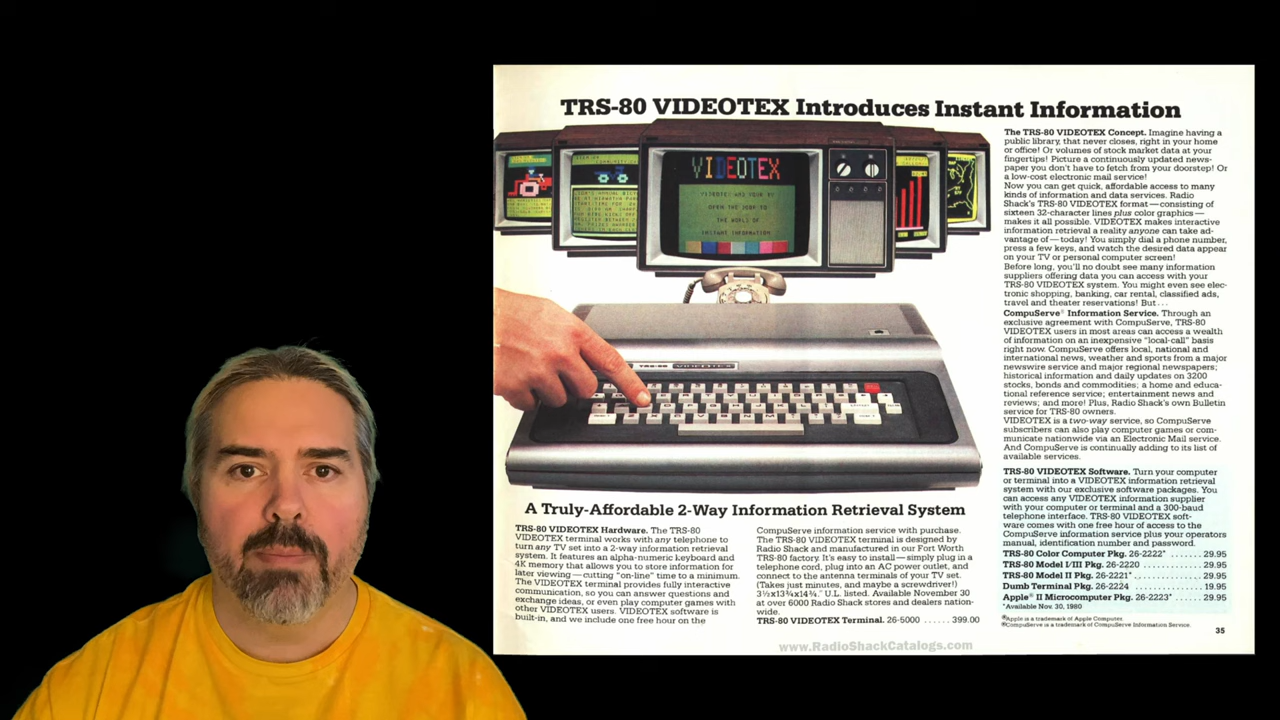 TRS-80 VIDEOTEX Introduces Instant Information
VIDEOTEX
OPEN THE DOOR TO
THE WORLD OF
INSTANT INFORMATION
TRS-80 VIDEOTEX
A Truly-Affordable 2-Way Information Retrieval System
TRS-80 VIDEOTEX Hardware. The TRS-80
VIDEOTEX terminal works with any telephone to
turn any TV set into a 2-way information retrieval
system. It features an alpha-numeric keyboard and
4K memory that allows you to store information for
later viewing — cutting "on-line" time to a minimum.
The VIDEOTEX terminal provides fully interactive
communication, so you can answer questions and
exchange ideas, or even play computer games with
other VIDEOTEX users. VIDEOTEX software is
built-in, and we include one free hour on the
CompuServe information service with purchase.
The TRS-80 VIDEOTEX terminal is designed by
Radio Shack and manufactured in our Fort Worth
TRS-80 factory. It's easy to install — simply plug in a
telephone cord, plug into an AC power outlet, and
connect to the antenna terminals of your TV set.
(Takes just minutes, and maybe a screwdriver!)
3½x13¾x14¾." U.L. listed. Available November 30
at over 6000 Radio Shack stores and dealers nation-
wide.
TRS-80 VIDEOTEX Terminal. 26-5000 ...... 399.00
The TRS-80 VIDEOTEX Concept. Imagine having a
public library, that never closes, right in your home
or office! Or volumes of stock market data at your
fingertips! Picture a continuously updated news-
paper you don't have to fetch from your doorstep! Or
a low-cost electronic mail service!
Now you can get quick, affordable access to many
kinds of information and data services. Radio
Shack's TRS-80 VIDEOTEX format — consisting of
sixteen 32-character lines plus color graphics —
makes it all possible. VIDEOTEX makes interactive
information retrieval a reality anyone can take ad-
vantage of — today! You simply dial a phone number,
press a few keys, and watch the desired data appear
on your TV or personal computer screen!
Before long, you'll no doubt see many information
suppliers offering data you can access with your
TRS-80 VIDEOTEX system. You might even see elec-
tronic shopping, banking, car rental, classified ads,
travel and theater reservations! But . . .
CompuServe® Information Service. Through an
exclusive agreement with CompuServe, TRS-80
VIDEOTEX users in most areas can access a wealth
of information on an inexpensive "local-call" basis
right now. CompuServe offers local, national and
international news, weather and sports from a major
newswire service and major regional newspapers;
historical information and daily updates on 3200
stocks, bonds and commodities; a home and educa-
tional reference service; entertainment news and
reviews; and more! Plus, Radio Shack's own Bulletin
service for TRS-80 owners.
VIDEOTEX is a two-way service, so CompuServe
subscribers can also play computer games or com-
municate nationwide via an Electronic Mail service.
And CompuServe is continually adding to its list of
available services.
TRS-80 VIDEOTEX Software. Turn your computer
or terminal into a VIDEOTEX information retrieval
system with our exclusive software packages. You
can access any VIDEOTEX information supplier
with your computer or terminal and a 300-baud
telephone interface. TRS-80 VIDEOTEX soft-
ware comes with one free hour of access to the
CompuServe information service plus your operators
manual, identification number and password.
TRS-80 Color Computer Pkg. 26-2222* ....... 29.95
TRS-80 Model I/III Pkg. 26-2220 .............. 29.95
TRS-80 Model II Pkg. 26-2221* ............... 29.95
Dumb Terminal Pkg. 26-2224 ................ 19.95
Apple® II Microcomputer Pkg. 26-2223* ...... 29.95
*Available Nov. 30, 1980
®Apple is a trademark of Apple Computer.
®CompuServe is a trademark of CompuServe Information Service.
35
www.RadioShackCatalogs.com